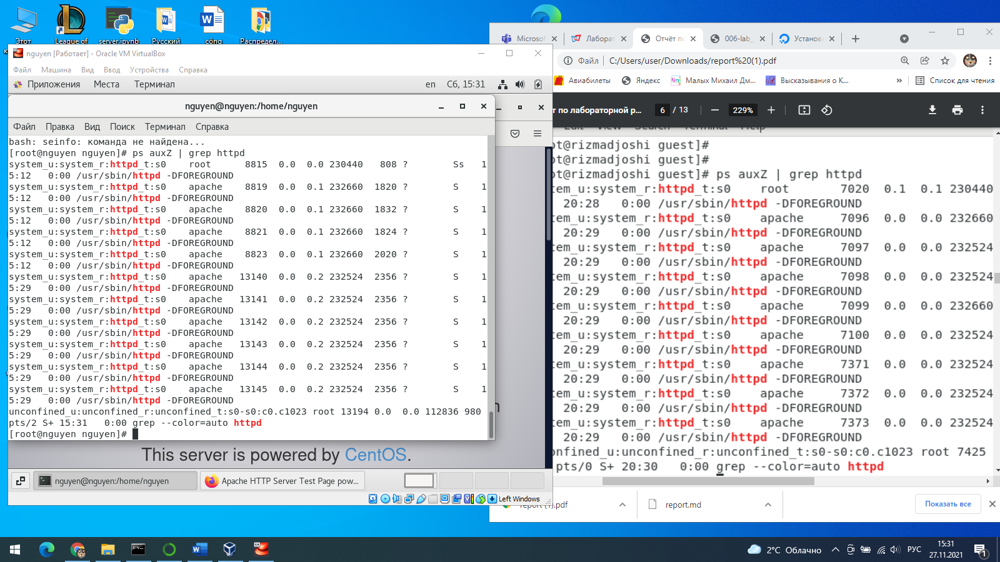 Этот
League of
server.ipynb
Русский
công
Распредел...
nguyen [Работает] - Oracle VM VirtualBox
Файл Машина Вид Ввод Устройства Справка
Приложения Места Терминал en Сб, 15:31
nguyen@nguyen:/home/nguyen
Файл Правка Вид Поиск Терминал Справка
bash: seinfo: команда не найдена...
[root@nguyen nguyen]# ps auxZ | grep httpd
system_u:system_r:httpd_t:s0 root 8815 0.0 0.0 230440 808 ? Ss 1
5:12 0:00 /usr/sbin/httpd -DFOREGROUND
system_u:system_r:httpd_t:s0 apache 8819 0.0 0.1 232660 1820 ? S 1
5:12 0:00 /usr/sbin/httpd -DFOREGROUND
system_u:system_r:httpd_t:s0 apache 8820 0.0 0.1 232660 1832 ? S 1
5:12 0:00 /usr/sbin/httpd -DFOREGROUND
system_u:system_r:httpd_t:s0 apache 8821 0.0 0.1 232660 1824 ? S 1
5:12 0:00 /usr/sbin/httpd -DFOREGROUND
system_u:system_r:httpd_t:s0 apache 8823 0.0 0.1 232660 2020 ? S 1
5:12 0:00 /usr/sbin/httpd -DFOREGROUND
system_u:system_r:httpd_t:s0 apache 13140 0.0 0.2 232524 2356 ? S 1
5:29 0:00 /usr/sbin/httpd -DFOREGROUND
system_u:system_r:httpd_t:s0 apache 13141 0.0 0.2 232524 2356 ? S 1
5:29 0:00 /usr/sbin/httpd -DFOREGROUND
system_u:system_r:httpd_t:s0 apache 13142 0.0 0.2 232524 2356 ? S 1
5:29 0:00 /usr/sbin/httpd -DFOREGROUND
system_u:system_r:httpd_t:s0 apache 13143 0.0 0.2 232524 2356 ? S 1
5:29 0:00 /usr/sbin/httpd -DFOREGROUND
system_u:system_r:httpd_t:s0 apache 13144 0.0 0.2 232524 2356 ? S 1
5:29 0:00 /usr/sbin/httpd -DFOREGROUND
system_u:system_r:httpd_t:s0 apache 13145 0.0 0.2 232524 2356 ? S 1
5:29 0:00 /usr/sbin/httpd -DFOREGROUND
unconfined_u:unconfined_r:unconfined_t:s0-s0:c0.c1023 root 13194 0.0 0.0 112836 980
pts/2 S+ 15:31 0:00 grep --color=auto httpd
[root@nguyen nguyen]#
This server is powered by CentOS.
nguyen@nguyen:/home/nguyen
Apache HTTP Server Test Page pow...
Left Windows
Microsof
Лаборат
Отчёт по
006-lab_
Установ
Файл C:/Users/user/Downloads/report%20(1).pdf
Авиабилеты Яндекс Малых Михаил Дм... Высказывания о К... » Список для чтения
т по лабораторной р... 6 / 13 229%
Edit View Search Terminal Help
ot@rizmadjoshi guest]#
ot@rizmadjoshi guest]#
ot@rizmadjoshi guest]# ps auxZ | grep httpd
tem_u:system_r:httpd_t:s0 root 7020 0.1 0.1 230440
20:28 0:00 /usr/sbin/httpd -DFOREGROUND
tem_u:system_r:httpd_t:s0 apache 7096 0.0 0.0 232660
20:29 0:00 /usr/sbin/httpd -DFOREGROUND
tem_u:system_r:httpd_t:s0 apache 7097 0.0 0.0 232524
20:29 0:00 /usr/sbin/httpd -DFOREGROUND
tem_u:system_r:httpd_t:s0 apache 7098 0.0 0.0 232524
20:29 0:00 /usr/sbin/httpd -DFOREGROUND
tem_u:system_r:httpd_t:s0 apache 7099 0.0 0.0 232660
20:29 0:00 /usr/sbin/httpd -DFOREGROUND
tem_u:system_r:httpd_t:s0 apache 7100 0.0 0.0 232524
20:29 0:00 /usr/sbin/httpd -DFOREGROUND
tem_u:system_r:httpd_t:s0 apache 7371 0.0 0.0 232524
20:29 0:00 /usr/sbin/httpd -DFOREGROUND
tem_u:system_r:httpd_t:s0 apache 7372 0.0 0.0 232524
20:29 0:00 /usr/sbin/httpd -DFOREGROUND
tem_u:system_r:httpd_t:s0 apache 7373 0.0 0.0 232524
20:29 0:00 /usr/sbin/httpd -DFOREGROUND
nfined_u:unconfined_r:unconfined_t:s0-s0:c0.c1023 root 7425
pts/0 S+ 20:30 0:00 grep --color=auto httpd
report (1).pdf
report.md
Показать все
2°C Облачно
РУС
15:31
27.11.2021
1